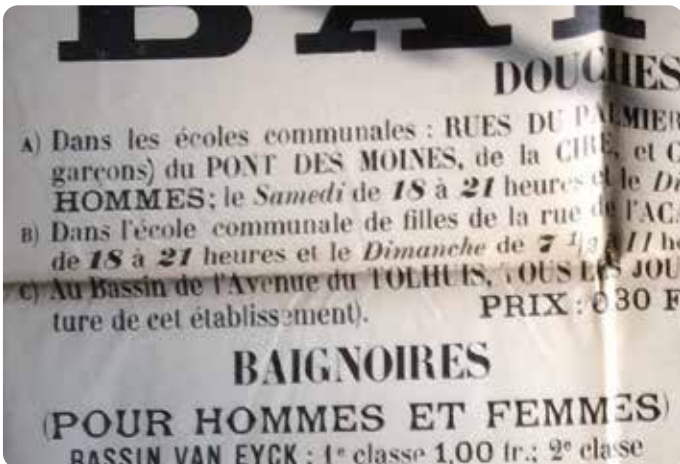 BAI
DOUCHES
A) Dans les écoles communales : RUES DU PALMIER
garçons) du PONT DES MOINES, de la CIRE, et C
HOMMES; le Samedi de 18 à 21 heures et le Di
B) Dans l'école communale de filles de la rue de l'ACA
de 18 à 21 heures et le Dimanche de 7 1/2 à 11 he
C) Au Bassin de l'Avenue du TOLHUIS, TOUS LES JOU
ture de cet établissement). PRIX : 0 30 F
BAIGNOIRES
(POUR HOMMES ET FEMMES)
BASSIN VAN EYCK : 1e classe 1,00 fr.; 2e classe